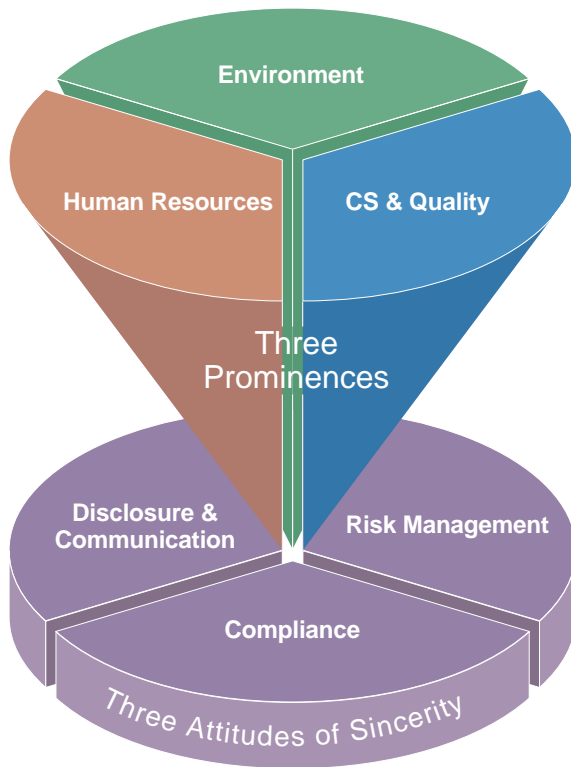 Environment
Human Resources
CS & Quality
Three
Prominences
Disclosure &
Communication
Risk Management
Compliance
Three Attitudes of Sincerity